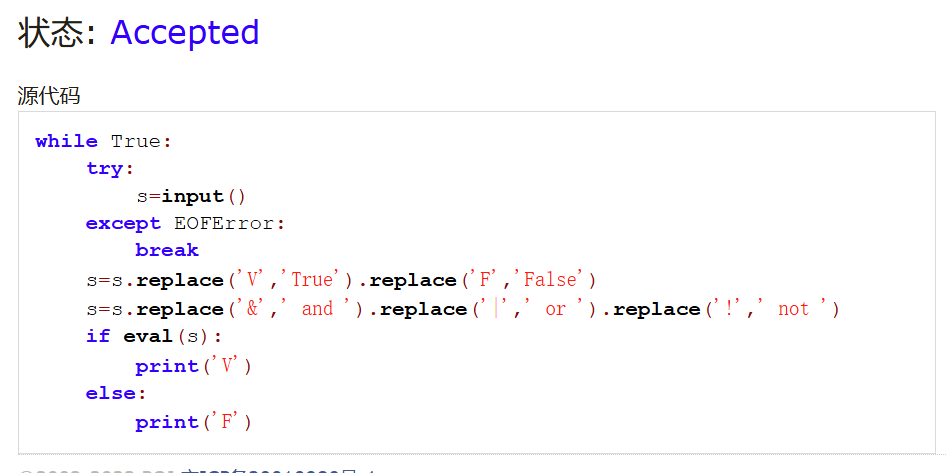 状态: Accepted
源代码
while True:
    try:
        s=input()
    except EOFError:
        break
    s=s.replace('V','True').replace('F','False')
    s=s.replace('&',' and ').replace('|',' or ').replace('!',' not ')
    if eval(s):
        print('V')
    else:
        print('F')